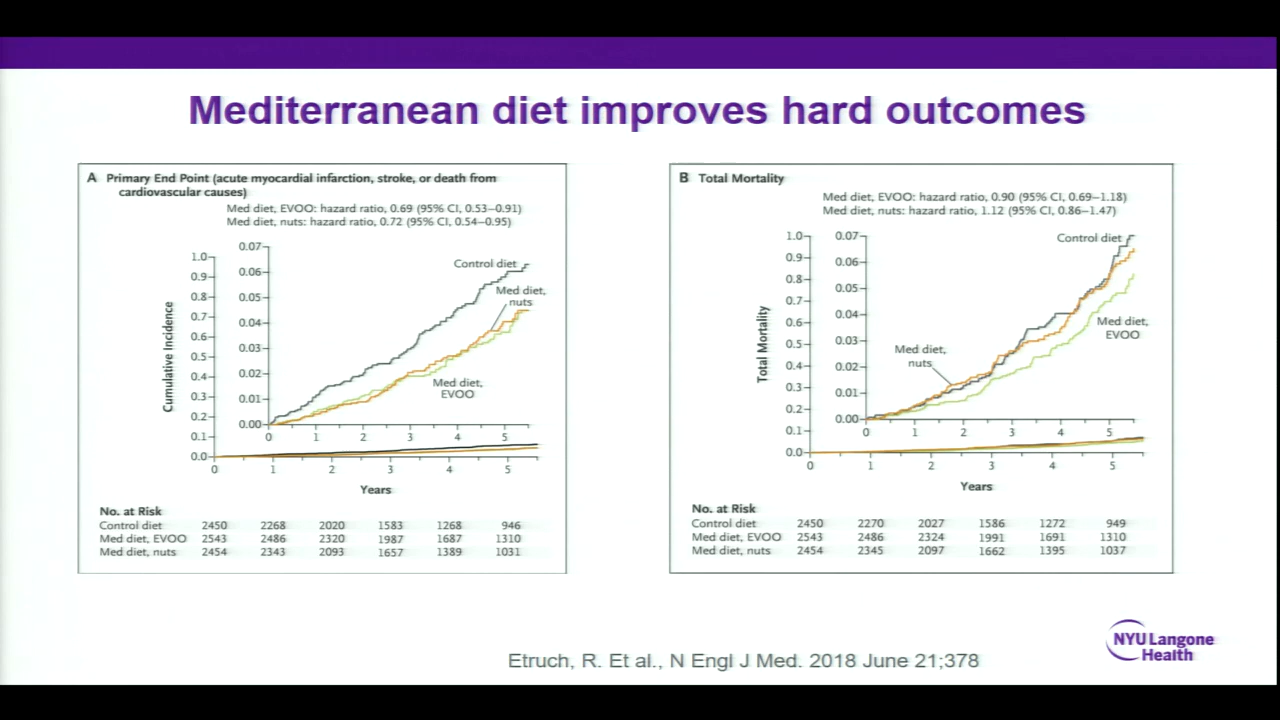 Mediterranean diet improves hard outcomes
A Primary End Point (acute myocardial infarction, stroke, or death from
cardiovascular causes)
Med diet, EVOO: hazard ratio, 0.69 (95% CI, 0.53–0.91)
Med diet, nuts: hazard ratio, 0.72 (95% CI, 0.54–0.95)
Cumulative Incidence
1.0
0.9
0.8
0.7
0.6
0.5
0.4
0.3
0.2
0.1
0.0
0.07
0.06
0.05
0.04
0.03
0.02
0.01
0.00
Control diet
Med diet,
nuts
Med diet,
EVOO
0 1 2 3 4 5
0 1 2 3 4 5
Years
No. at Risk
Control diet 2450 2268 2020 1583 1268 946
Med diet, EVOO 2543 2486 2320 1987 1687 1310
Med diet, nuts 2454 2343 2093 1657 1389 1031
B Total Mortality
Med diet, EVOO: hazard ratio, 0.90 (95% CI, 0.69–1.18)
Med diet, nuts: hazard ratio, 1.12 (95% CI, 0.86–1.47)
Total Mortality
1.0
0.9
0.8
0.7
0.6
0.5
0.4
0.3
0.2
0.1
0.0
0.07
0.06
0.05
0.04
0.03
0.02
0.01
0.00
Control diet
Med diet,
EVOO
Med diet,
nuts
0 1 2 3 4 5
0 1 2 3 4 5
Years
No. at Risk
Control diet 2450 2270 2027 1586 1272 949
Med diet, EVOO 2543 2486 2324 1991 1691 1310
Med diet, nuts 2454 2345 2097 1662 1395 1037
NYU Langone
Health
Etruch, R. Et al., N Engl J Med. 2018 June 21;378